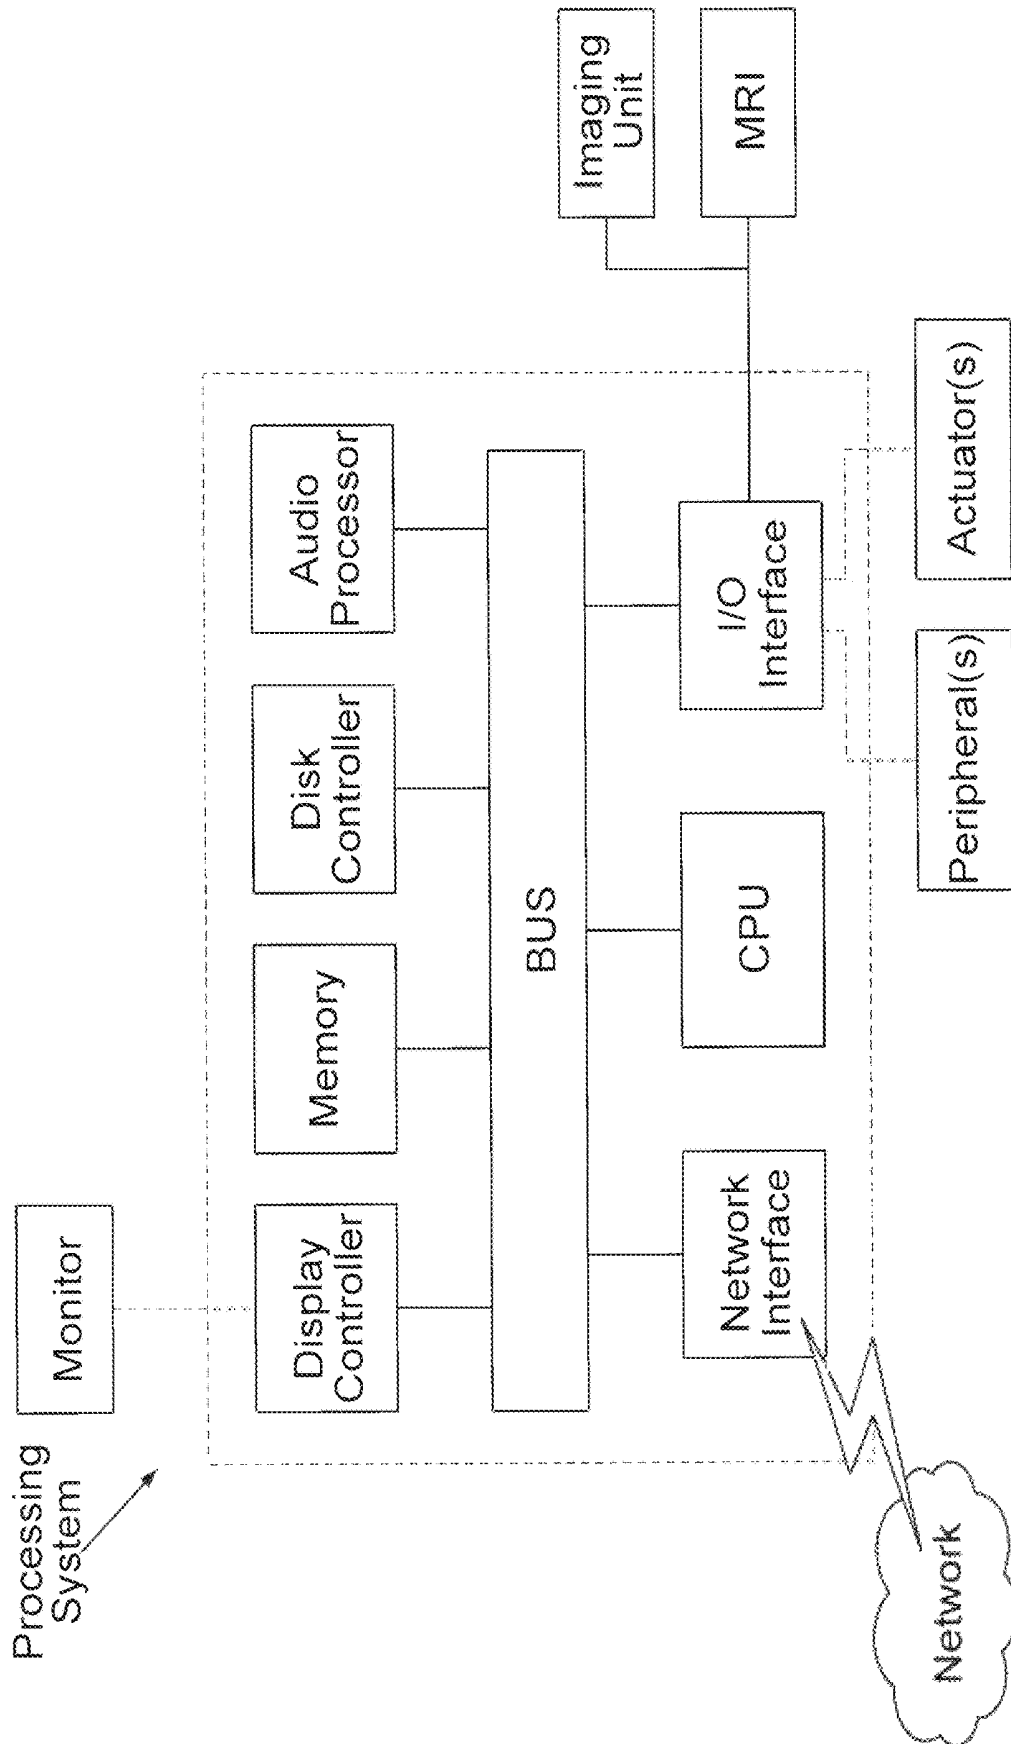 Processing
System
Monitor
Display
Controller
Memory
Disk
Controller
Audio
Processor
BUS
Network
Interface
CPU
I/O
Interface
Imaging
Unit
MRI
Network
Peripheral(s)
Actuator(s)